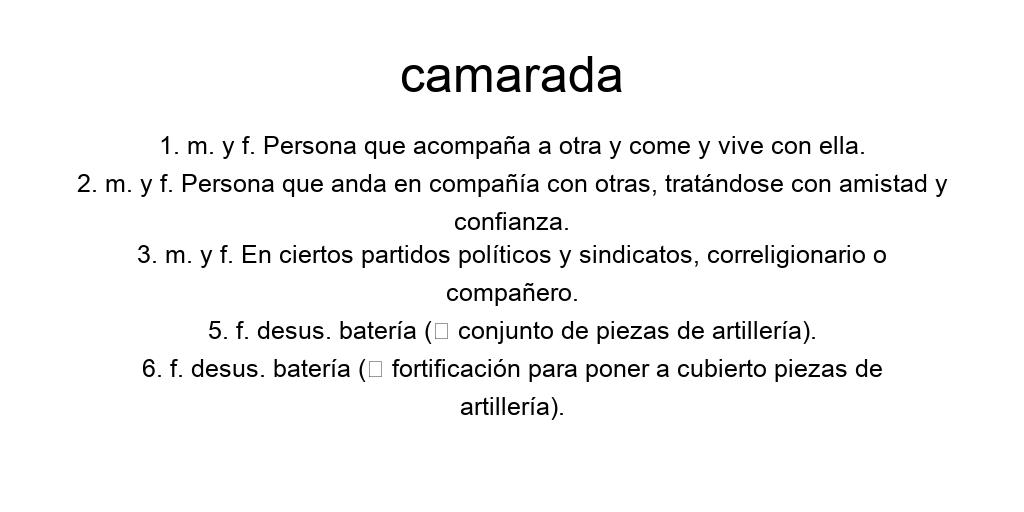 camarada
1. m. y f. Persona que acompaña a otra y come y vive con ella.
2. m. y f. Persona que anda en compañía con otras, tratándose con amistad y
confianza.
3. m. y f. En ciertos partidos políticos y sindicatos, correligionario o
compañero.
5. f. desus. batería (▯ conjunto de piezas de artillería).
6. f. desus. batería (▯ fortificación para poner a cubierto piezas de
artillería).